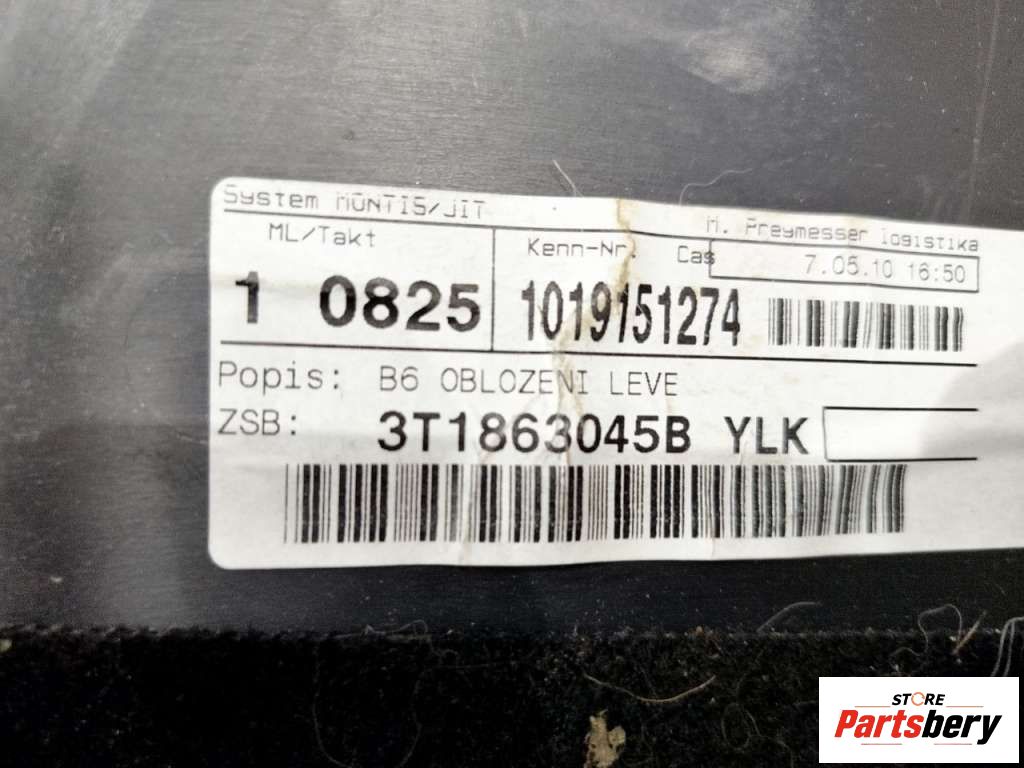 System MONTIS/JIT
M. Preymesser logistika
ML/Takt
Kenn-Nr.
Cas
7.05.10 16:50
1 0825
1019151274
Popis: B6 OBLOZENI LEVE
ZSB: 3T1863045B YLK
STORE
Partsbery